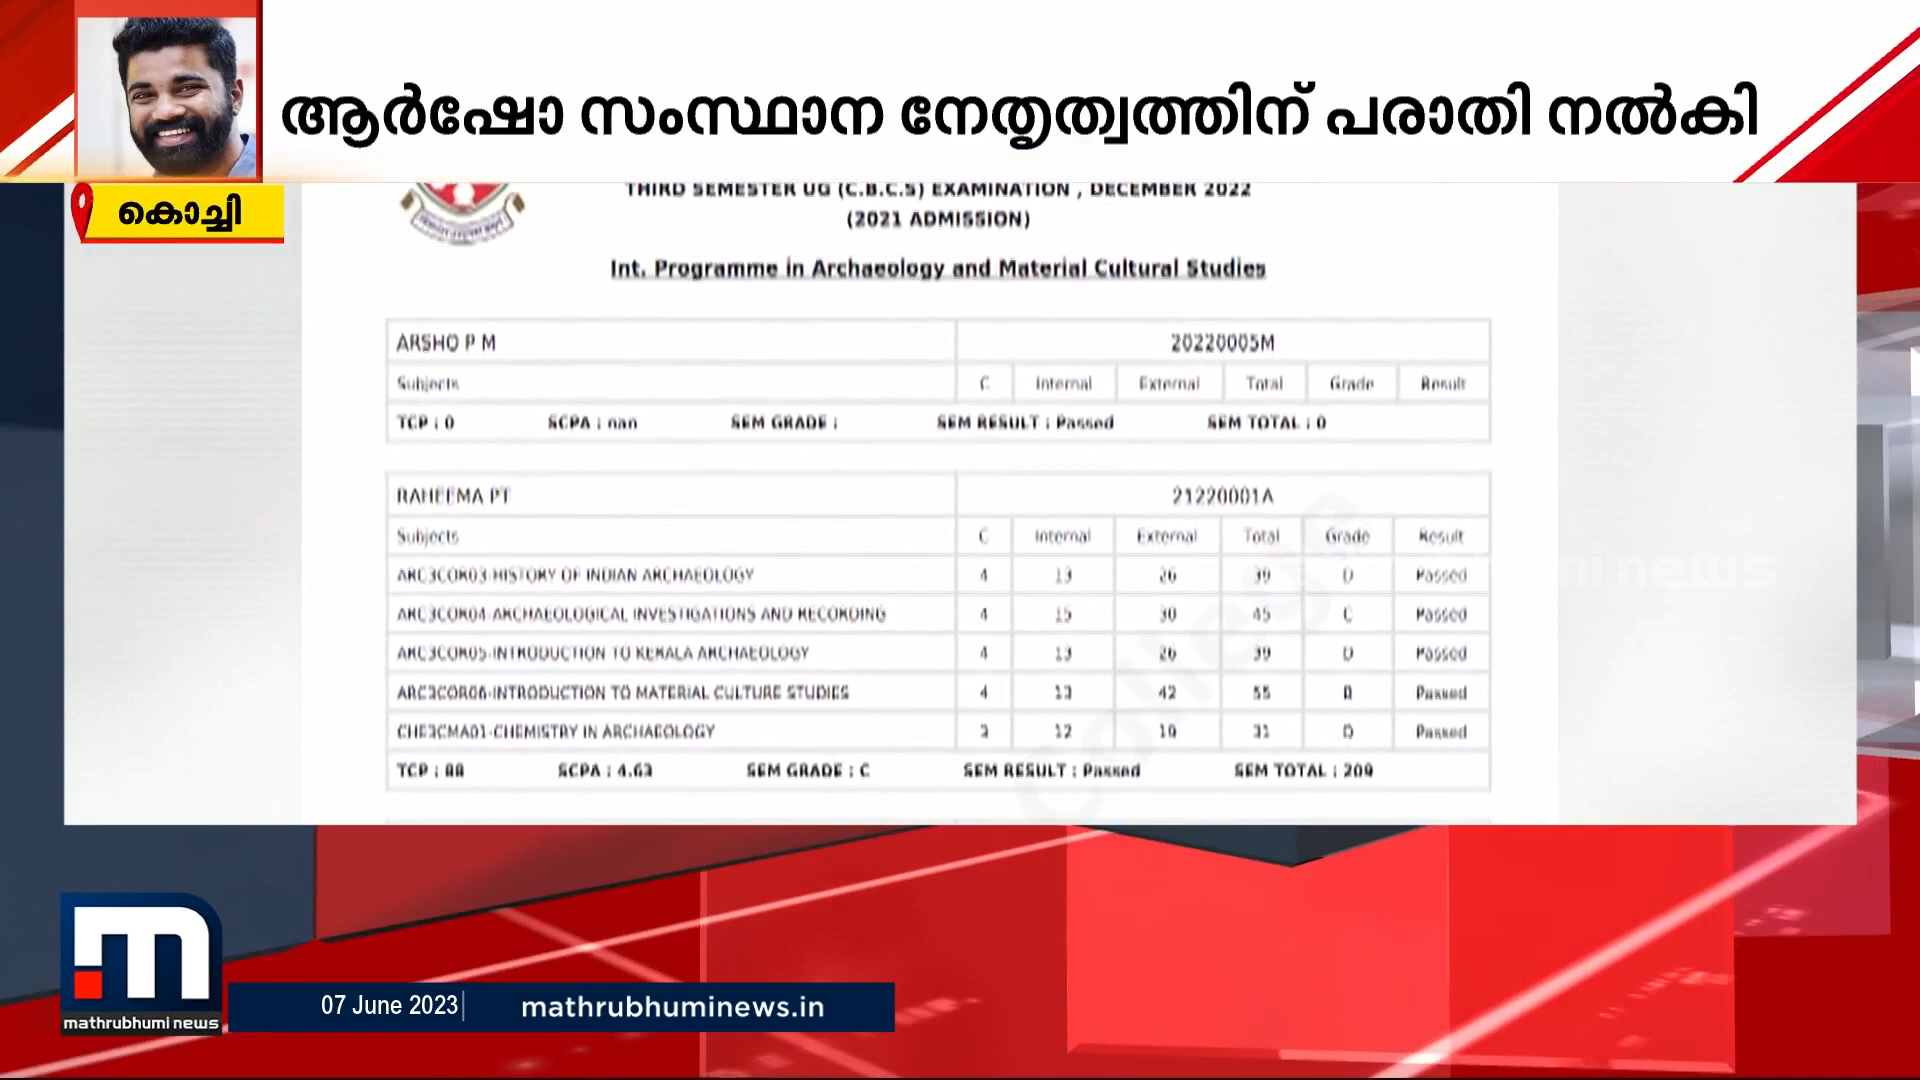 ആർഷോ സംസ്ഥാന നേതൃത്വത്തിന് പരാതി നൽകി
കൊച്ചി
THIRD SEMESTER UG (C.B.C.S) EXAMINATION , DECEMBER 2022
(2021 ADMISSION)
Int. Programme in Archaeology and Material Cultural Studies
ARSHO P M 20220005M
Subjects C Internal External Total Grade Result
TCP : 0 SCPA : nan SEM GRADE : SEM RESULT : Passed SEM TOTAL : 0
RAHEEMA PT 21220001A
Subjects C Internal External Total Grade Result
ARC3COR03-HISTORY OF INDIAN ARCHAEOLOGY 4 13 26 39 D Passed
ARC3COR04-ARCHAEOLOGICAL INVESTIGATIONS AND RECORDING 4 15 30 45 C Passed
ARC3COR05-INTRODUCTION TO KERALA ARCHAEOLOGY 4 13 26 39 D Passed
ARC3COR06-INTRODUCTION TO MATERIAL CULTURE STUDIES 4 13 42 55 B Passed
CHE3CMA01-CHEMISTRY IN ARCHAEOLOGY 3 12 19 31 D Passed
TCP : 88 SCPA : 4.63 SEM GRADE : C SEM RESULT : Passed SEM TOTAL : 209
College
mi news
mathrubhumi news
07 June 2023
mathrubhuminews.in